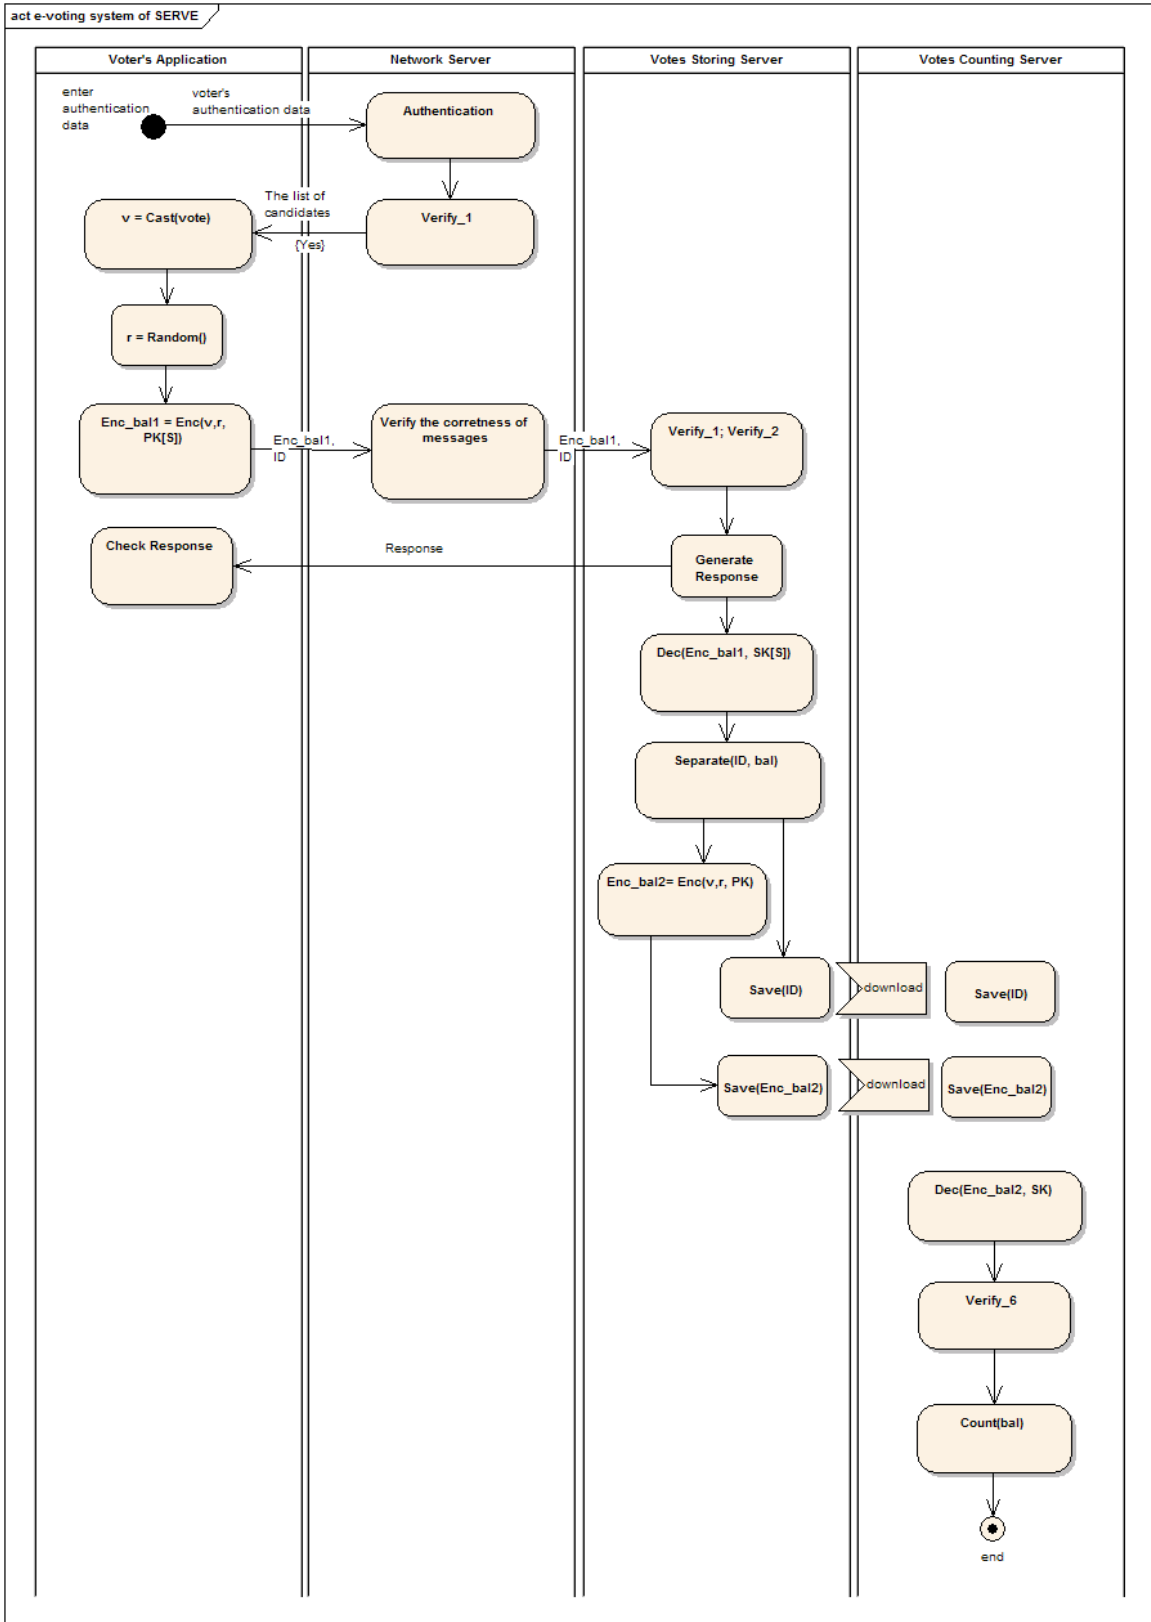 act e-voting system of SERVE
Voter's Application
Network Server
Votes Storing Server
Votes Counting Server
enter
authentication
data
voter's
authentication data
Authentication
The list of
candidates
{Yes}
v = Cast(vote)
Verify_1
r = Random()
Enc_bal1 = Enc(v,r,
PK[S])
Enc_bal1,
ID
Verify the corretness of
messages
Enc_bal1,
ID
Verify_1; Verify_2
Check Response
Response
Generate
Response
Dec(Enc_bal1, SK[S])
Separate(ID, bal)
Enc_bal2= Enc(v,r, PK)
Save(ID)
download
Save(ID)
Save(Enc_bal2)
download
Save(Enc_bal2)
Dec(Enc_bal2, SK)
Verify_6
Count(bal)
end